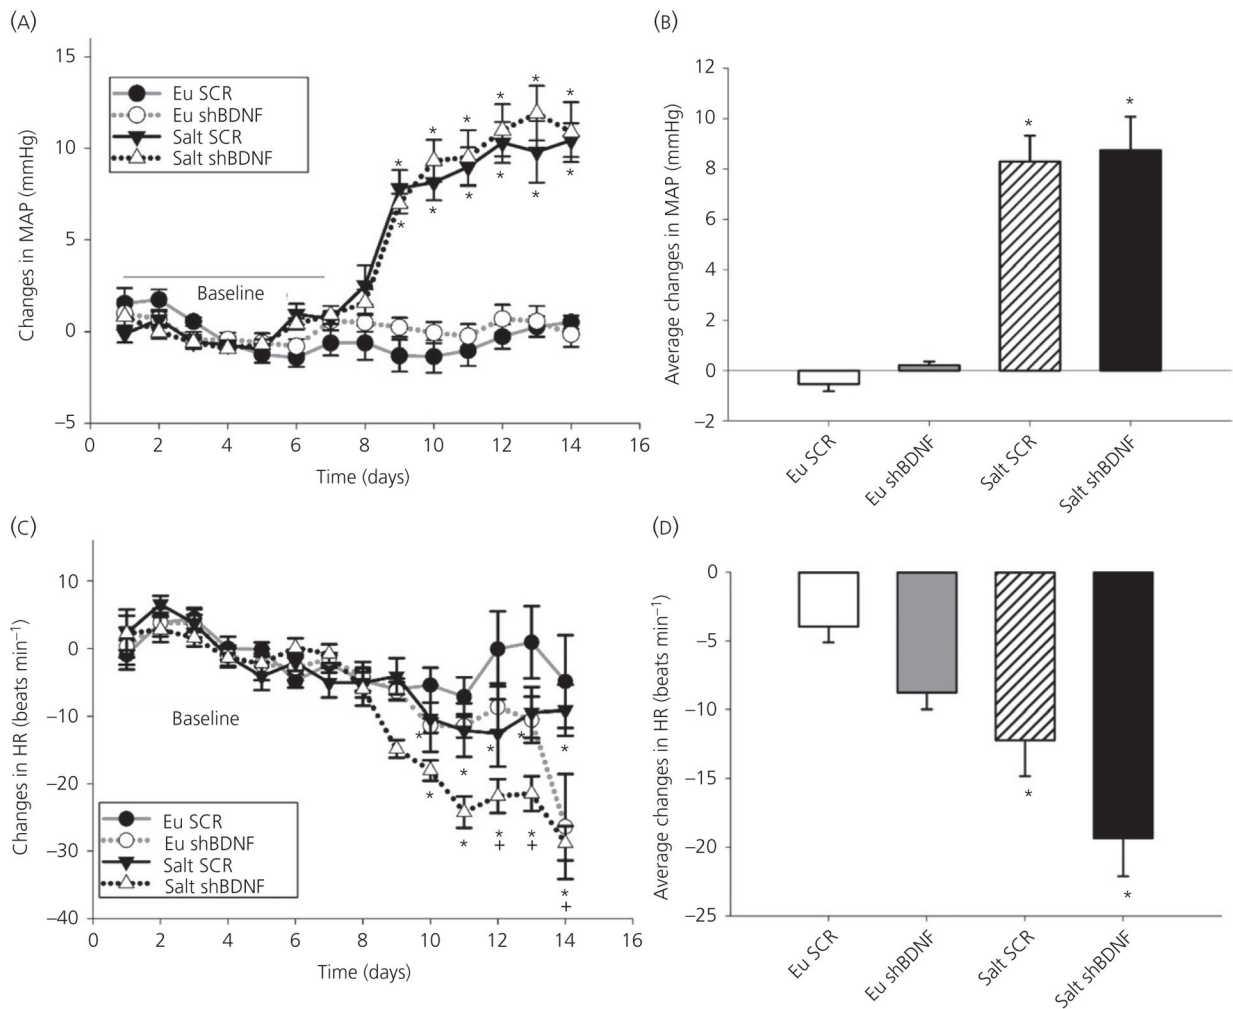 (A)
Changes in MAP (mmHg)
15
10
5
0
–5
Eu SCR
Eu shBDNF
Salt SCR
Salt shBDNF
Baseline
* * * * * *
* * * * * *
0 2 4 6 8 10 12 14 16
Time (days)
(B)
Average changes in MAP (mmHg)
12
10
8
6
4
2
0
–2
* *
Eu SCR
Eu shBDNF
Salt SCR
Salt shBDNF
(C)
Changes in HR (beats min–1)
10
0
–10
–20
–30
–40
Baseline
* * * * *
* * * * *
+ + +
Eu SCR
Eu shBDNF
Salt SCR
Salt shBDNF
0 2 4 6 8 10 12 14 16
Time (days)
(D)
Average changes in HR (beats min–1)
0
–5
–10
–15
–20
–25
* *
Eu SCR
Eu shBDNF
Salt SCR
Salt shBDNF